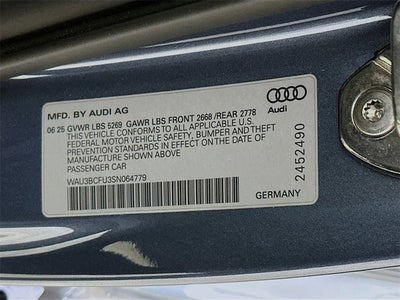 MFD. BY AUDI AG
Audi
06 25 GVWR LBS 5269 GAWR LBS FRONT 2668 /REAR 2778
THIS VEHICLE CONFORMS TO ALL APPLICABLE U.S.
FEDERAL MOTOR VEHICLE SAFETY, BUMPER AND THEFT
PREVENTION STANDARDS IN EFFECT ON THE DATE OF
MANUFACTURE SHOWN ABOVE
PASSENGER CAR
WAU3BCFU3SN064779
GERMANY
2452490